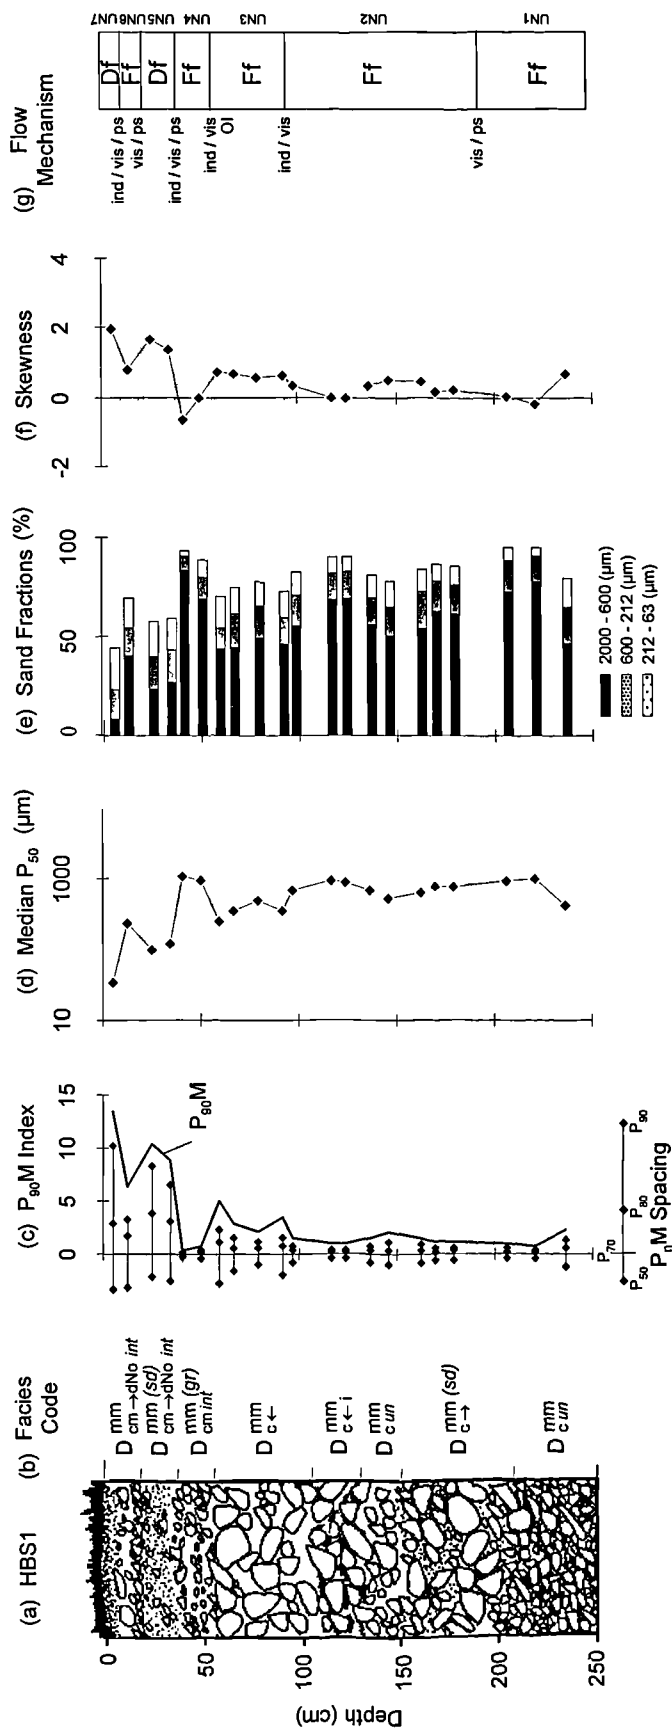 (a) HBS1
Depth (cm)
0
50
100
150
200
250
(b) Facies
Code
D mm cm→dNo int
D mm (sd) cm→dNo int
D mm (gr) cm int
D mm c←
D mm c←i
D mm c un
D mm (sd) c→
D mm c un
(c) P90M Index
0
5
10
15
P90M
P50
P70
P80
P90
PnM Spacing
(d) Median P50 (µm)
10
1000
(e) Sand Fractions (%)
0
50
100
2000 - 600 (µm)
600 - 212 (µm)
212 - 63 (µm)
(f) Skewness
-2
0
2
4
(g) Flow
Mechanism
ind / vis / ps
vis / ps
ind / vis / ps
ind / vis
OI
ind / vis
vis / ps
Df
Ff
Df
Ff
Ff
Ff
Ff
UN7
UN6
UN5
UN4
UN3
UN2
UN1